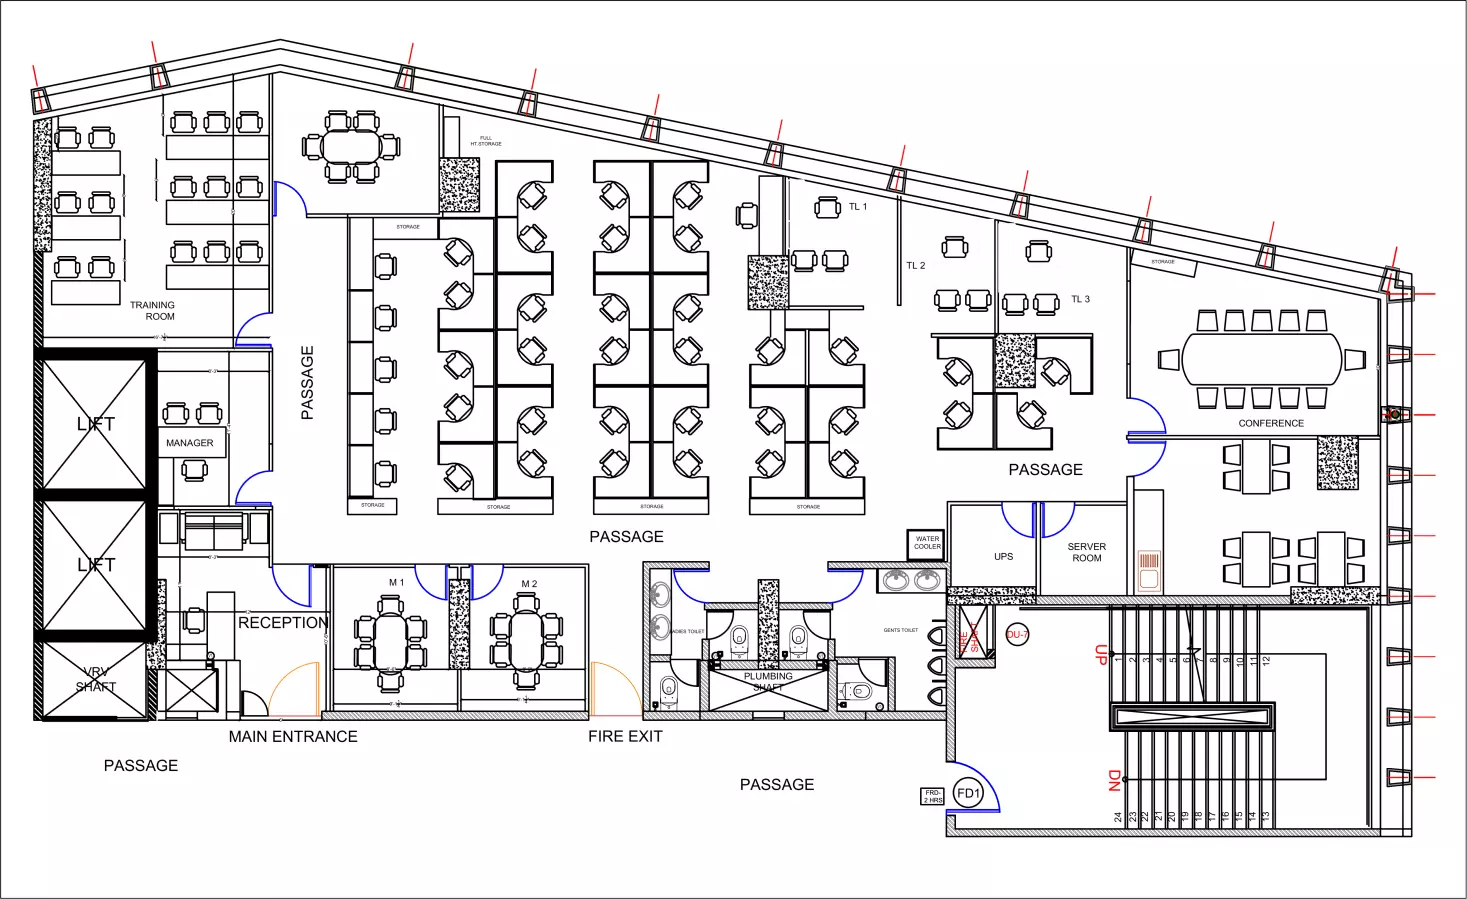 FULL
HT.STORAGE
TL 1
STORAGE
TL 2
STORAGE
TL 3
TRAINING
ROOM
PASSAGE
LIFT
MANAGER
CONFERENCE
PASSAGE
STORAGE
STORAGE
STORAGE
STORAGE
PASSAGE
WATER
COOLER
UPS
SERVER
ROOM
LIFT
M 1
M 2
RECEPTION
LADIES TOILET
GENTS TOILET
FIRE
SHAFT
DU-7
UP
1 2 3 4 5 6 7 8 9 10 11 12
VRV
SHAFT
PLUMBING
SHAFT
MAIN ENTRANCE
FIRE EXIT
PASSAGE
PASSAGE
FRD-
2 HRS
FD1
DN
24 23 22 21 20 19 18 17 16 15 14 13